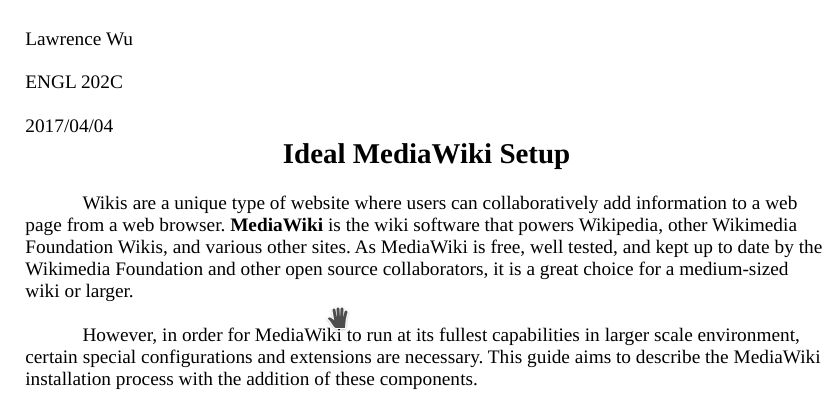 Lawrence Wu
ENGL 202C
2017/04/04
Ideal MediaWiki Setup
Wikis are a unique type of website where users can collaboratively add information to a web
page from a web browser. MediaWiki is the wiki software that powers Wikipedia, other Wikimedia
Foundation Wikis, and various other sites. As MediaWiki is free, well tested, and kept up to date by the
Wikimedia Foundation and other open source collaborators, it is a great choice for a medium-sized
wiki or larger.
However, in order for MediaWiki to run at its fullest capabilities in larger scale environment,
certain special configurations and extensions are necessary. This guide aims to describe the MediaWiki
installation process with the addition of these components.